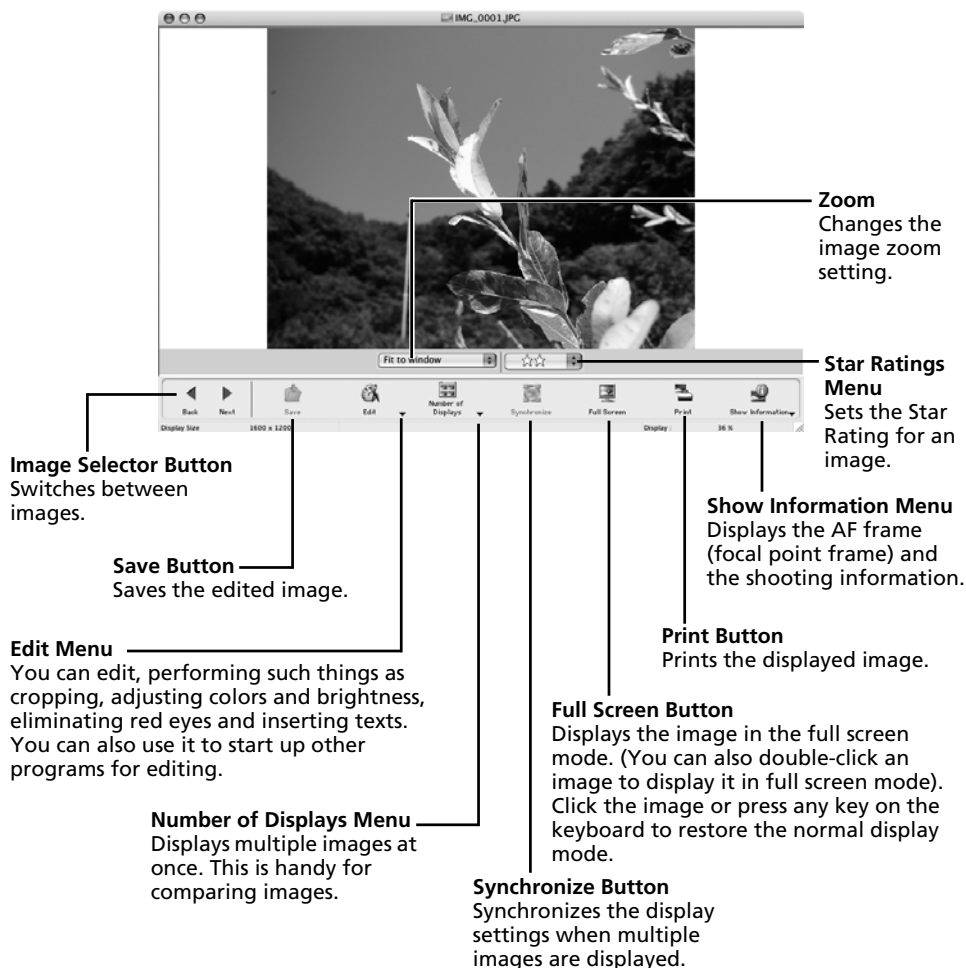 IMG_0001.JPG
Zoom
Changes the
image zoom
setting.
Fit to window
Star Ratings
Menu
Sets the Star
Rating for an
image.
Back Next Save Edit Number of Displays Synchronize Full Screen Print Show Information
Display Size 1600 x 1200 Display : 36 %
Image Selector Button
Switches between
images.
Show Information Menu
Displays the AF frame
(focal point frame) and
the shooting information.
Save Button
Saves the edited image.
Print Button
Prints the displayed image.
Edit Menu
You can edit, performing such things as
cropping, adjusting colors and brightness,
eliminating red eyes and inserting texts.
You can also use it to start up other
programs for editing.
Full Screen Button
Displays the image in the full screen
mode. (You can also double-click an
image to display it in full screen mode).
Click the image or press any key on the
keyboard to restore the normal display
mode.
Number of Displays Menu
Displays multiple images at
once. This is handy for
comparing images.
Synchronize Button
Synchronizes the display
settings when multiple
images are displayed.